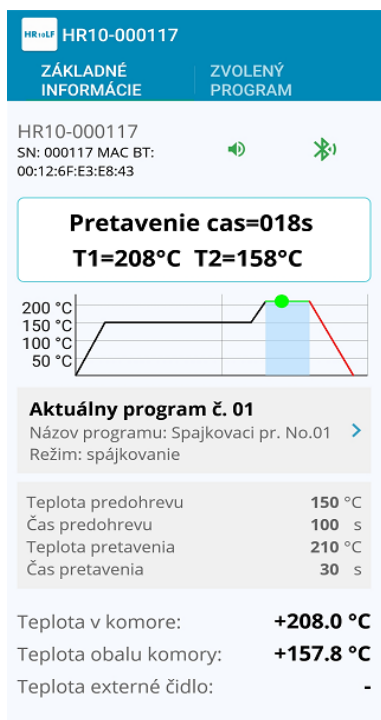 HR10LF HR10-000117
ZÁKLADNÉ INFORMÁCIE
ZVOLENÝ PROGRAM
HR10-000117
SN: 000117 MAC BT:
00:12:6F:E3:E8:43
Pretavenie cas=018s
T1=208°C T2=158°C
200 °C
150 °C
100 °C
50 °C
Aktuálny program č. 01
Názov programu: Spajkovaci pr. No.01
Režim: spájkovanie
Teplota predohrevu 150 °C
Čas predohrevu 100 s
Teplota pretavenia 210 °C
Čas pretavenia 30 s
Teplota v komore: +208.0 °C
Teplota obalu komory: +157.8 °C
Teplota externé čidlo: -